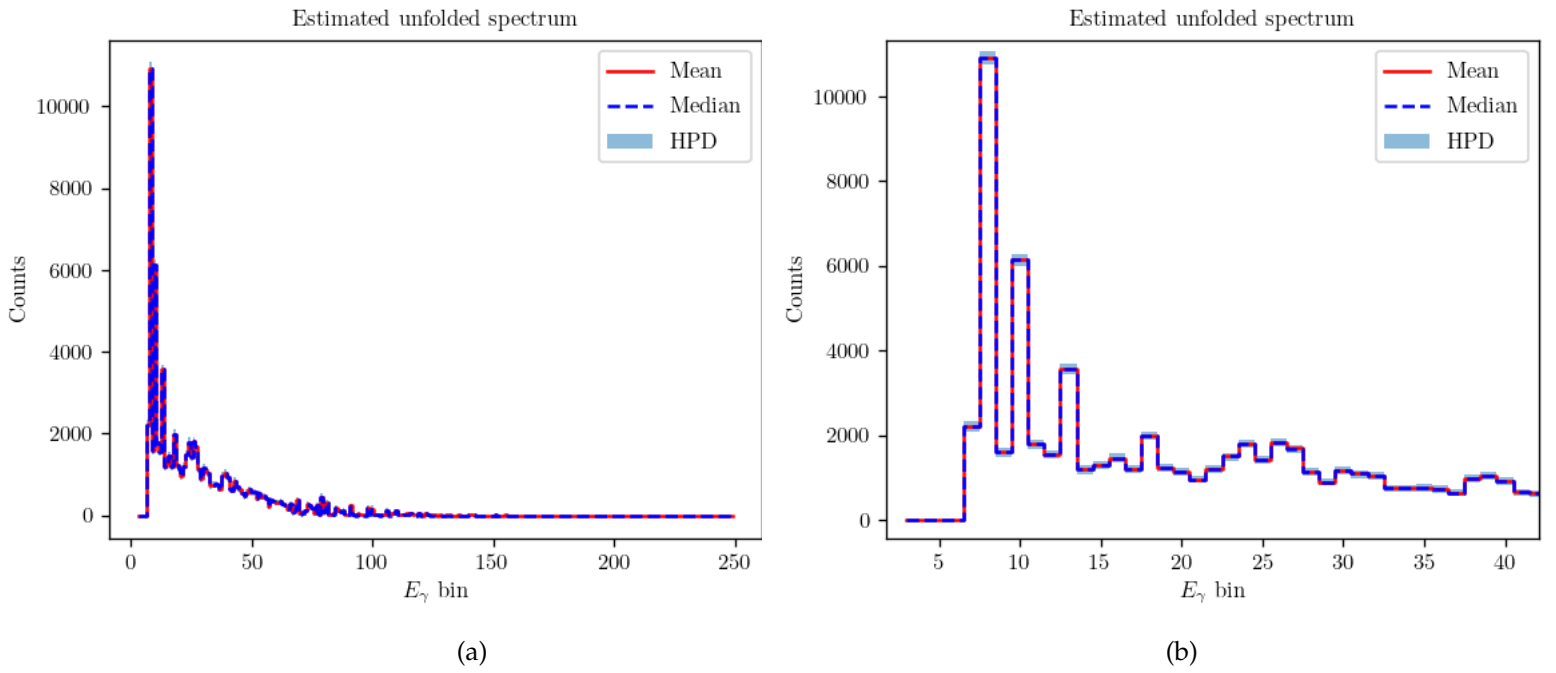 Estimated unfolded spectrum
Mean
Median
HPD
10000
8000
6000
4000
2000
0
Counts
0 50 100 150 200 250
Eγ bin
(a)
Estimated unfolded spectrum
Mean
Median
HPD
10000
8000
6000
4000
2000
0
Counts
5 10 15 20 25 30 35 40
Eγ bin
(b)